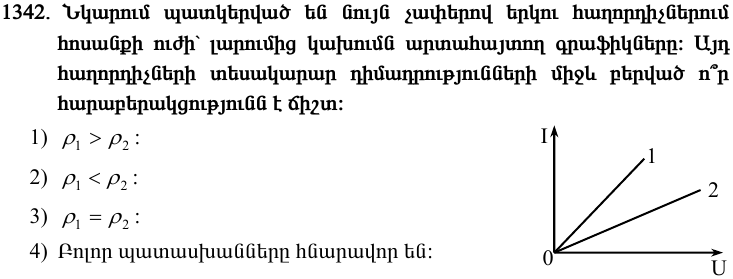 1342. Նկարում պատկերված են նույն չափերով երկու հաղորդիչներում
հոսանքի ուժի՝ լարումից կախումն արտահայտող գրաֆիկները: Այդ
հաղորդիչների տեսակարար դիմադրությունների միջև բերված ո՞ր
հարաբերակցությունն է ճիշտ:
1) ρ₁ > ρ₂ :
2) ρ₁ < ρ₂ :
3) ρ₁ = ρ₂ :
4) Բոլոր պատասխանները հնարավոր են:
I
1
2
0
U